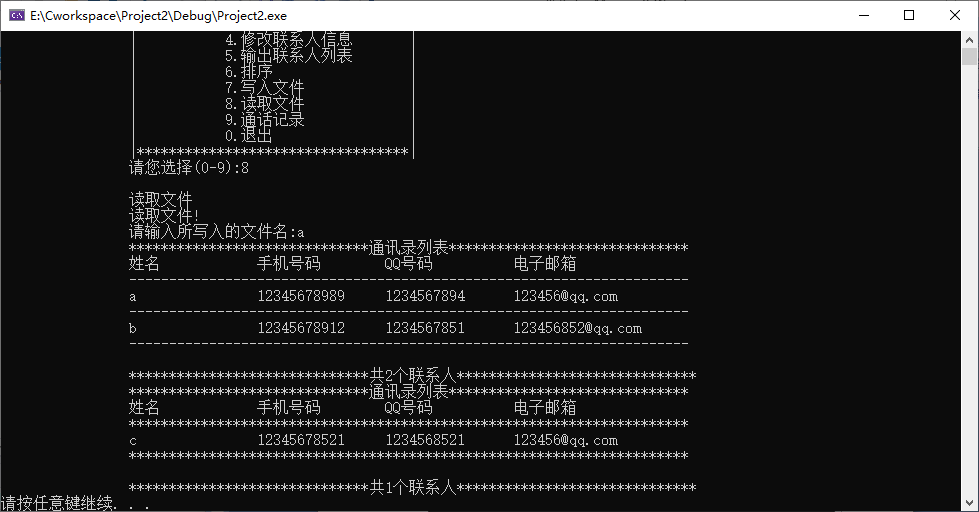 E:\Cworkspace\Project2\Debug\Project2.exe
4.修改联系人信息
5.输出联系人列表
6.排序
7.写入文件
8.读取文件
9.通话记录
0.退出
|**********************************|
请您选择(0-9):8
读取文件
读取文件!
请输入所写入的文件名:a
******************************通讯录列表******************************
姓名 手机号码 QQ号码 电子邮箱
----------------------------------------------------------------------
a 12345678989 1234567894 123456@qq.com
----------------------------------------------------------------------
b 12345678912 1234567851 123456852@qq.com
----------------------------------------------------------------------
******************************共2个联系人******************************
******************************通讯录列表******************************
姓名 手机号码 QQ号码 电子邮箱
**********************************************************************
c 12345678521 1234568521 123456@qq.com
**********************************************************************
******************************共1个联系人******************************
请按任意键继续. . .